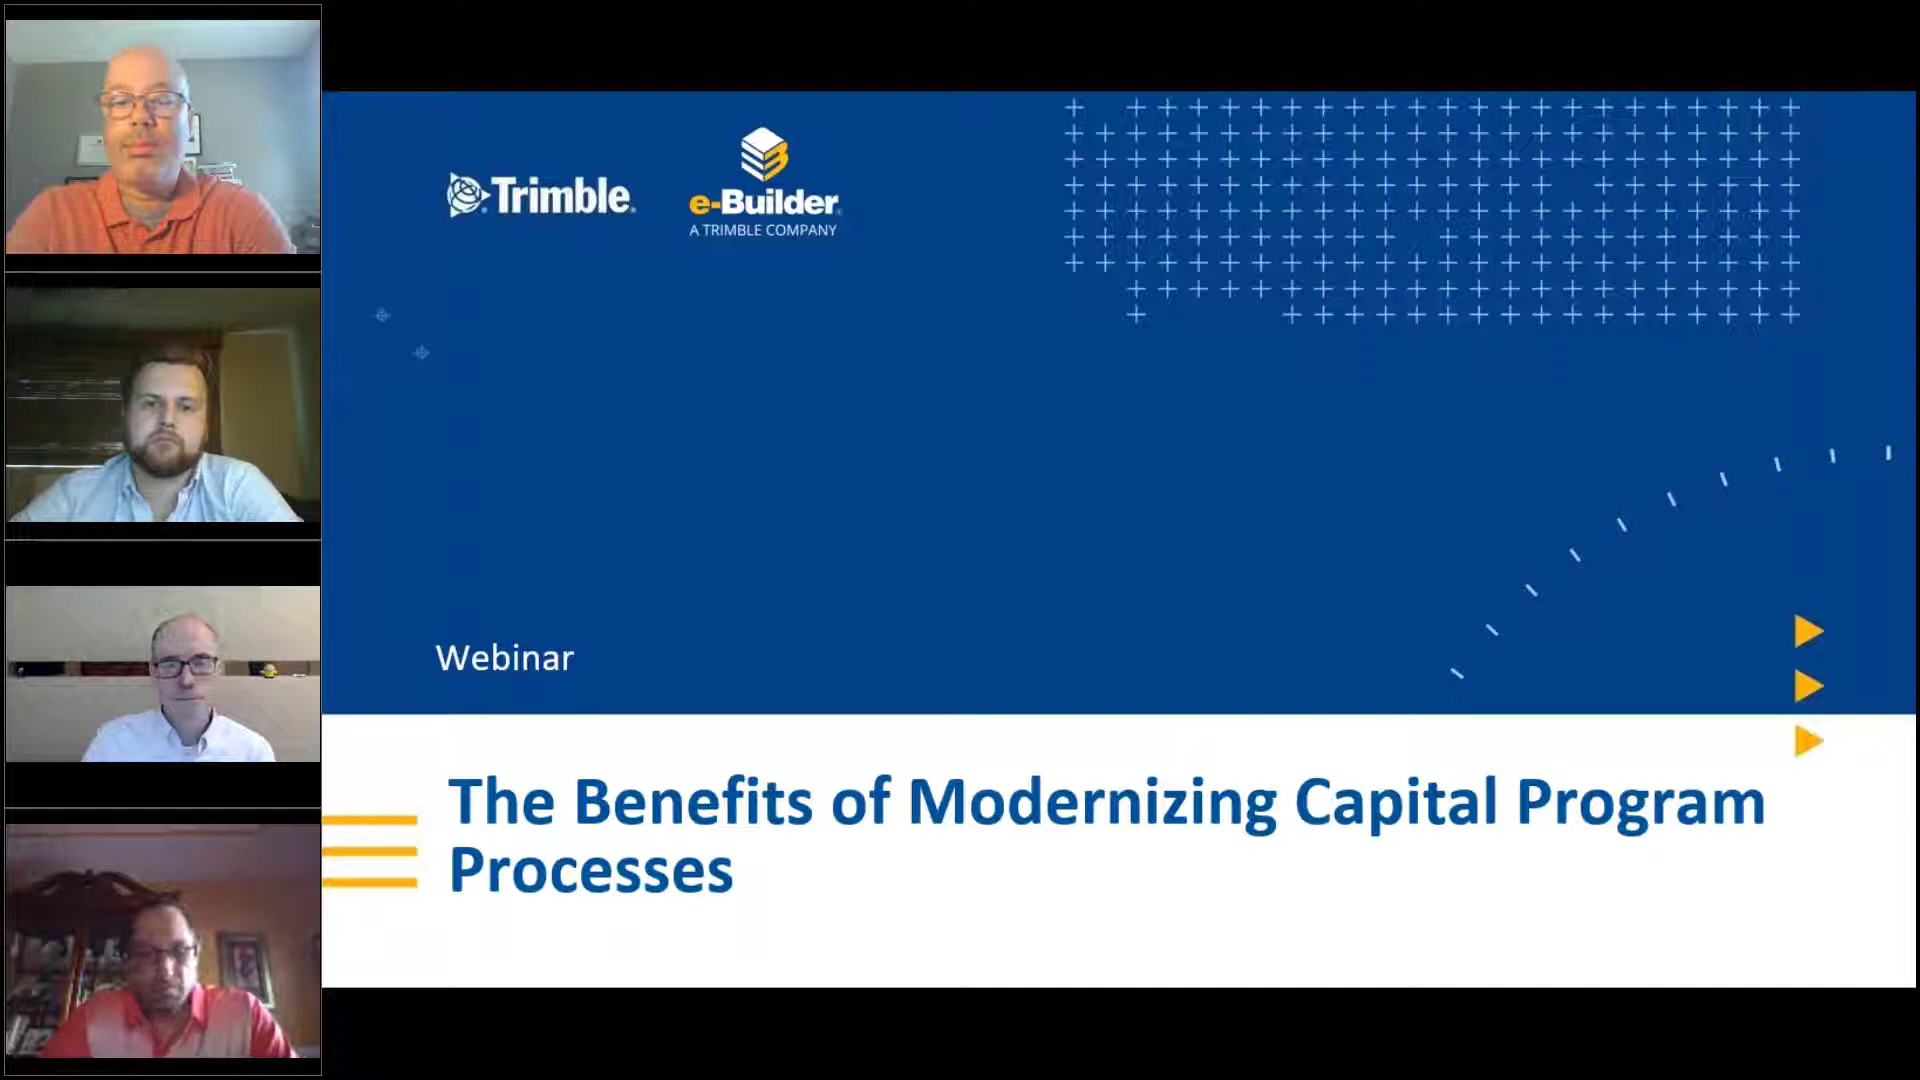 Trimble
e-Builder
A TRIMBLE COMPANY
Webinar
The Benefits of Modernizing Capital Program
Processes